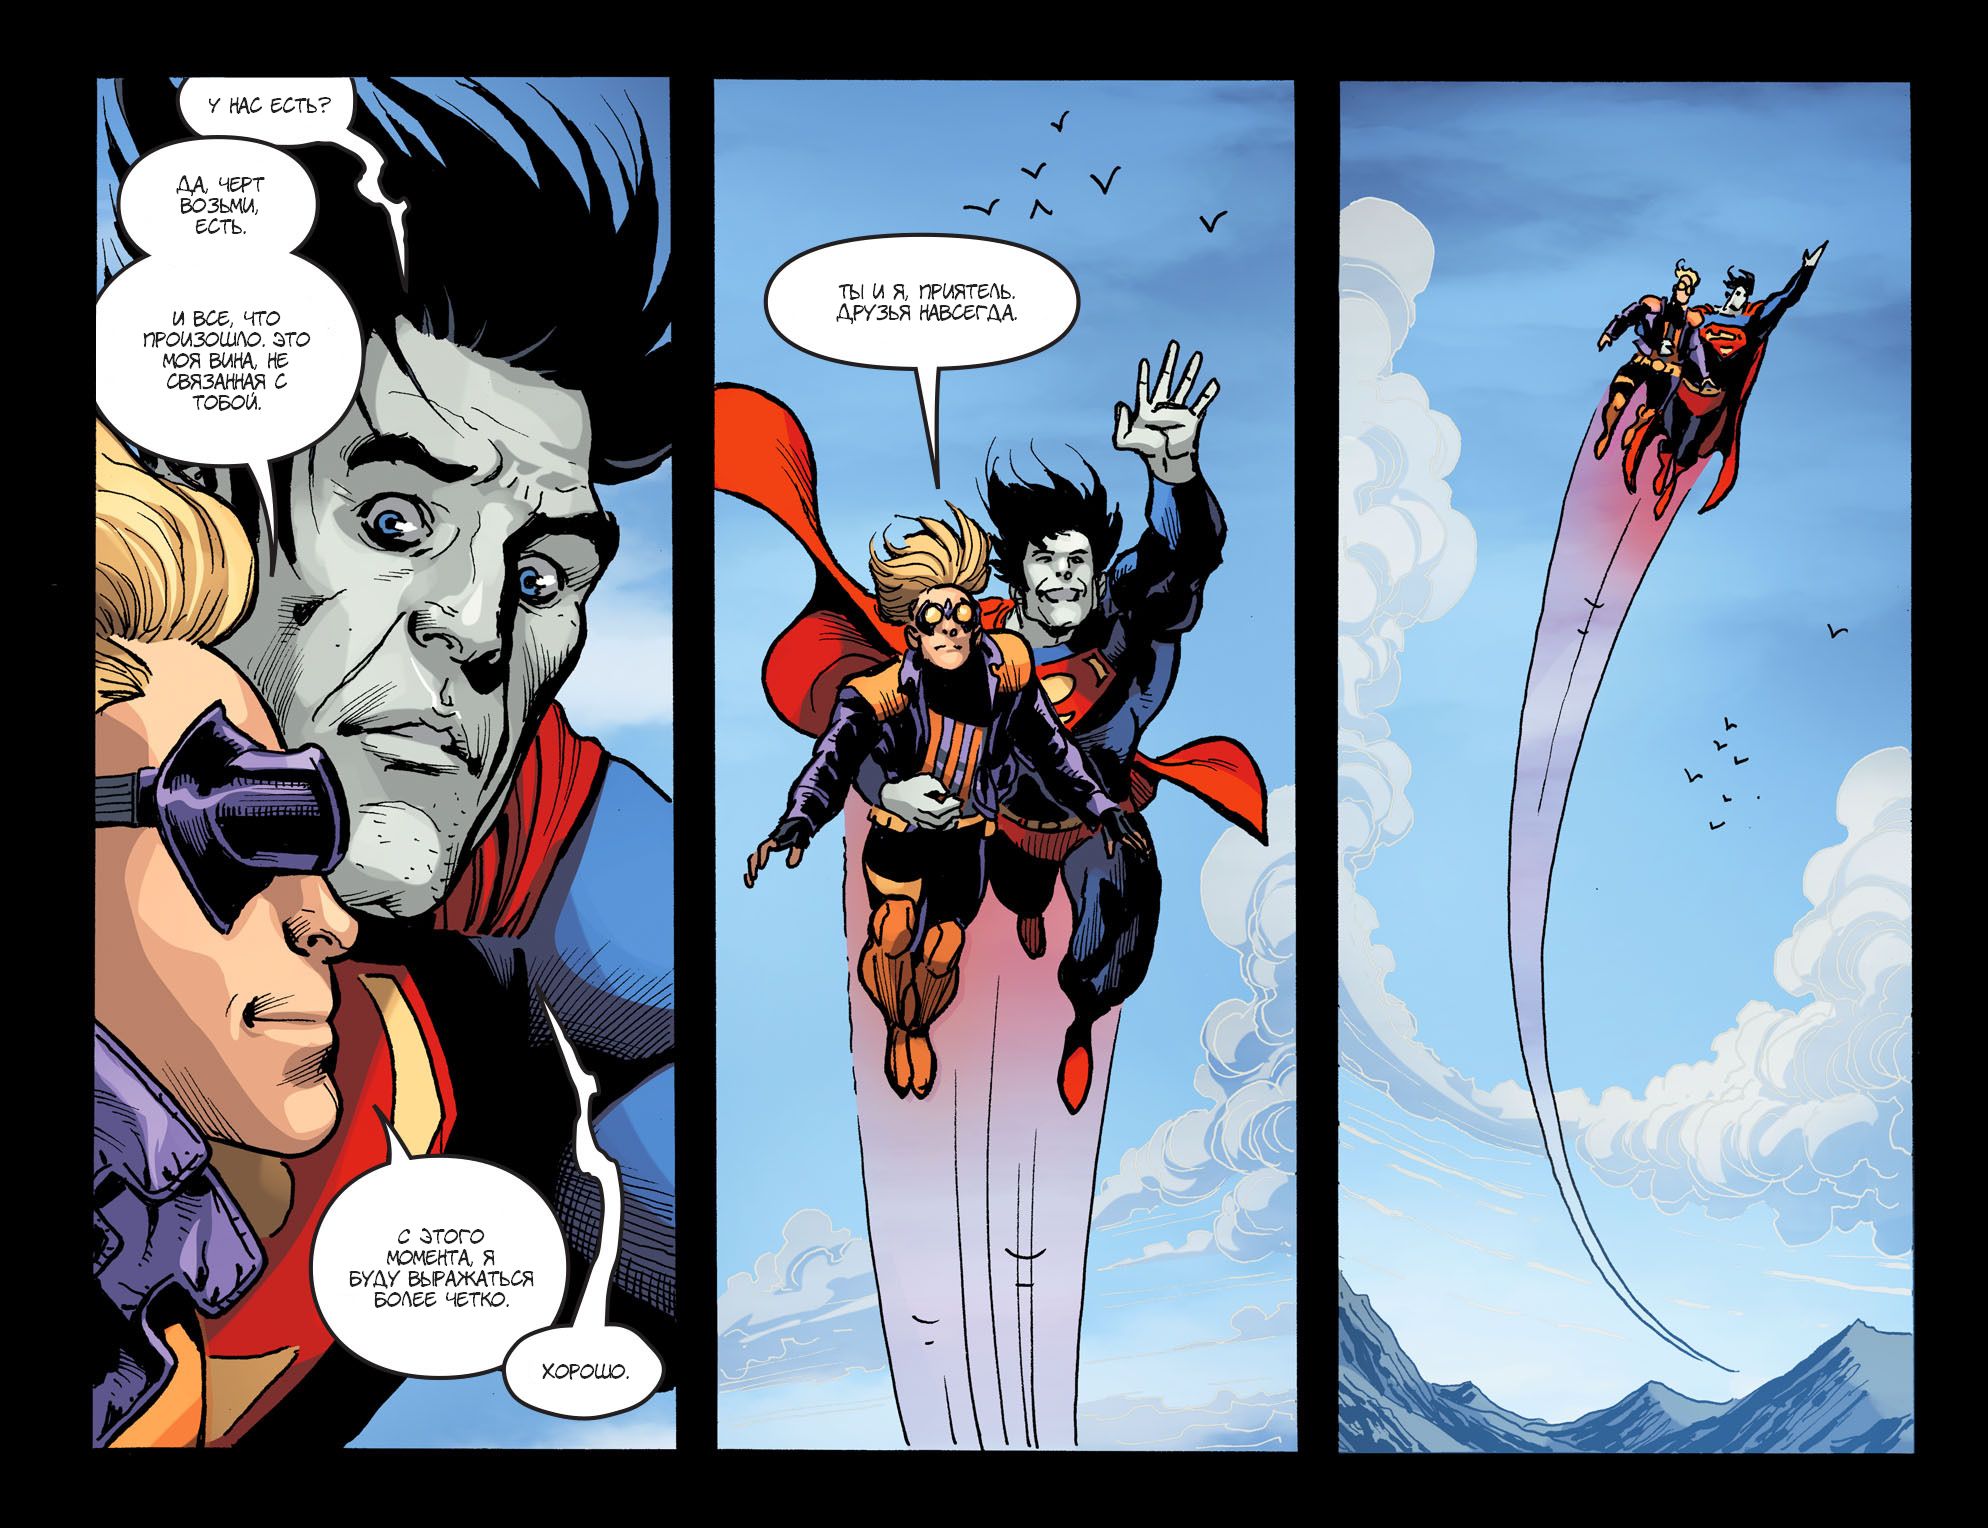 У НАС ЕСТЬ?
ДА, ЧЕРТ
ВОЗЬМИ,
ЕСТЬ.
И ВСЕ, ЧТО
ПРОИЗОШЛО. ЭТО
МОЯ ВИНА, НЕ
СВЯЗАННАЯ С
ТОБОЙ.
С ЭТОГО
МОМЕНТА, Я
БУДУ ВЫРАЖАТЬСЯ
БОЛЕЕ ЧЕТКО.
ХОРОШО.
ТЫ И Я, ПРИЯТЕЛЬ.
ДРУЗЬЯ НАВСЕГДА.